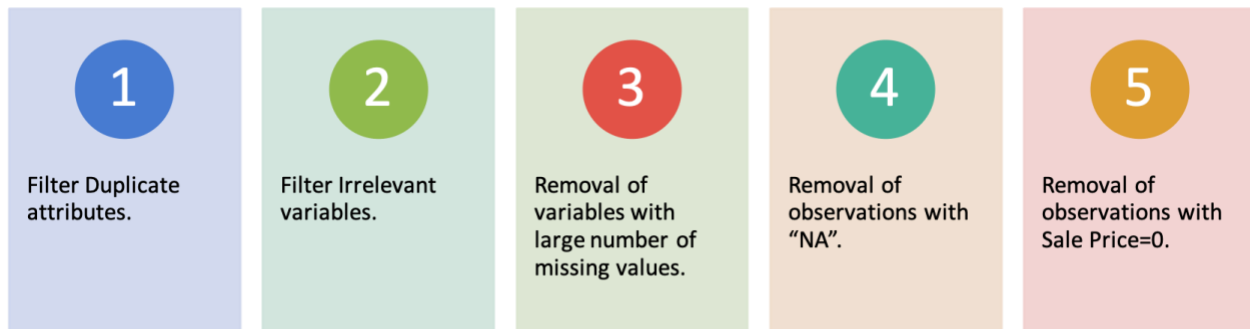 1
Filter Duplicate
attributes.
2
Filter Irrelevant
variables.
3
Removal of
variables with
large number of
missing values.
4
Removal of
observations with
“NA”.
5
Removal of
observations with
Sale Price=0.